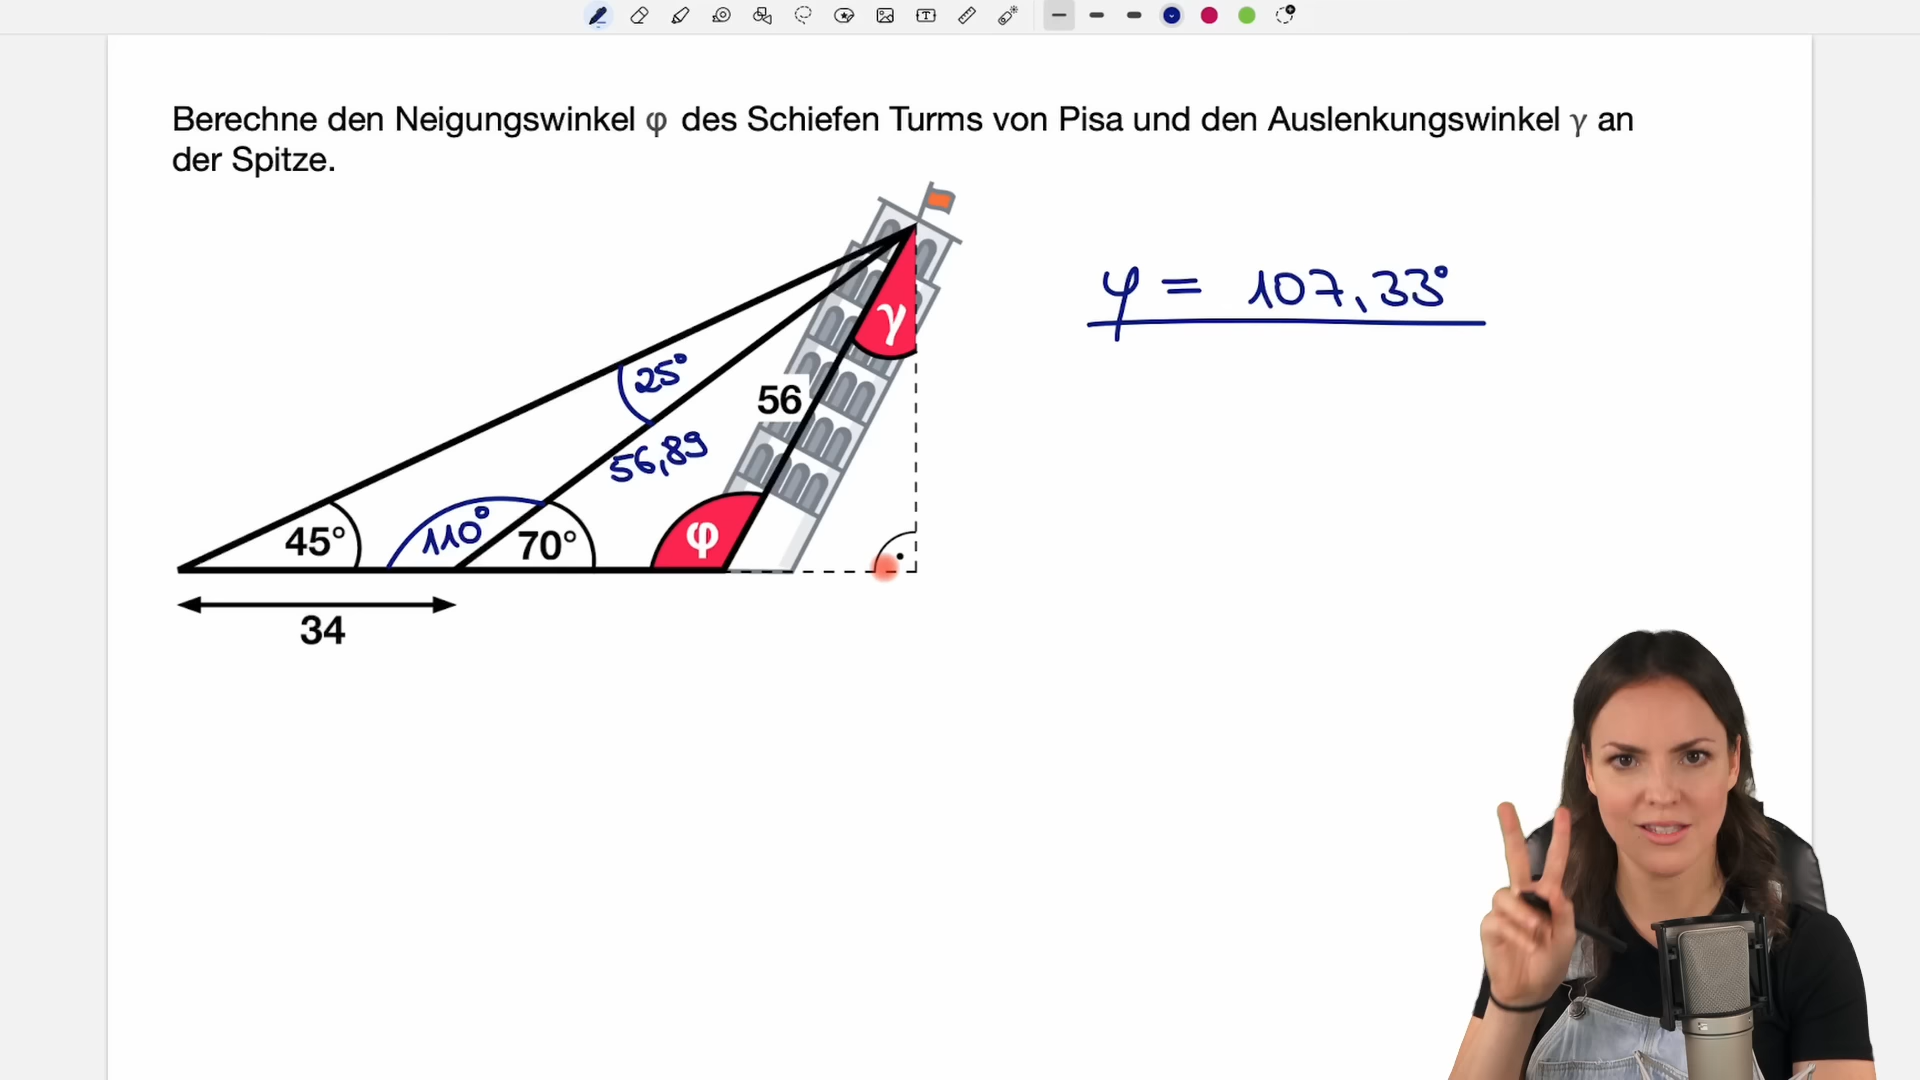 Berechne den Neigungswinkel φ des Schiefen Turms von Pisa und den Auslenkungswinkel γ an
der Spitze.
φ = 107,33°
γ
25°
56
56,89
45°
110°
70°
φ
34